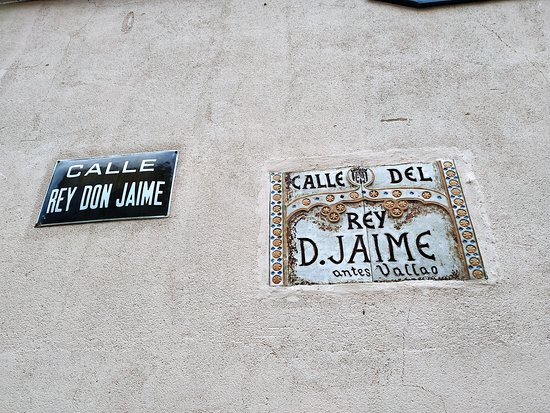 CALLE
REY DON JAIME
CALLE DEL
REY
D. JAIME
antes Vallao